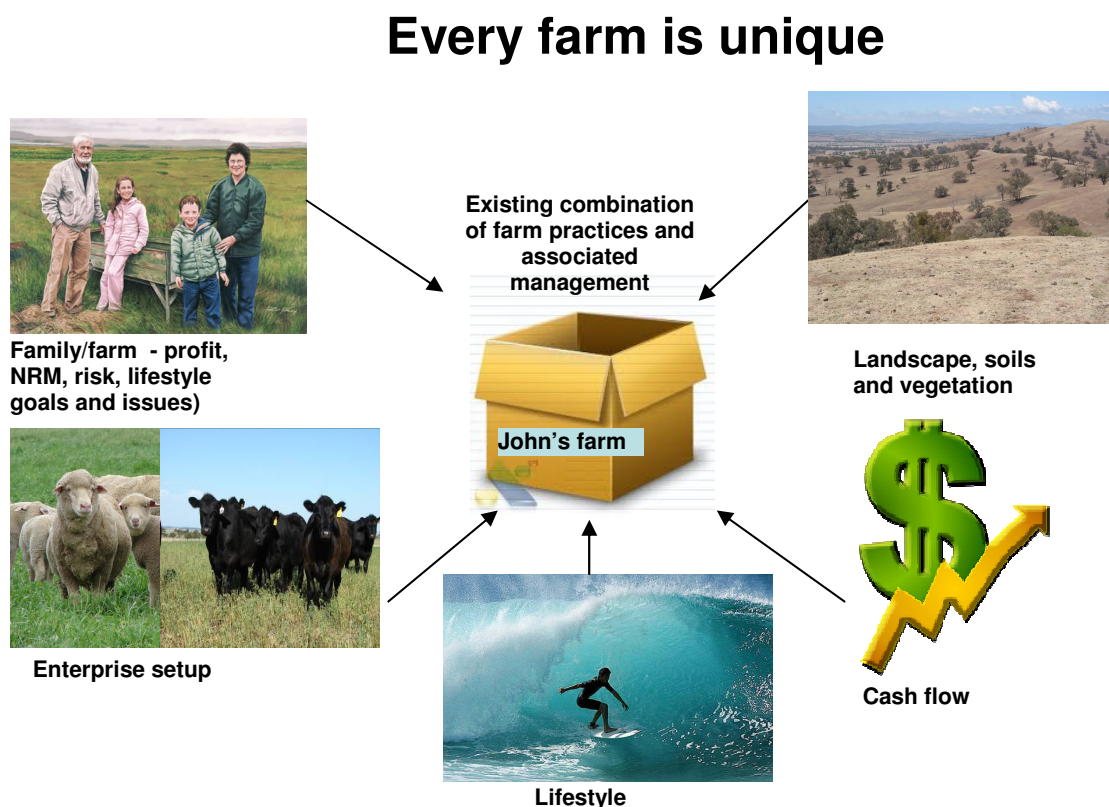 Every farm is unique
Existing combination
of farm practices and
associated
management
Family/farm  - profit,
NRM, risk, lifestyle
goals and issues)
Landscape, soils
and vegetation
John’s farm
Enterprise setup
Cash flow
Lifestyle